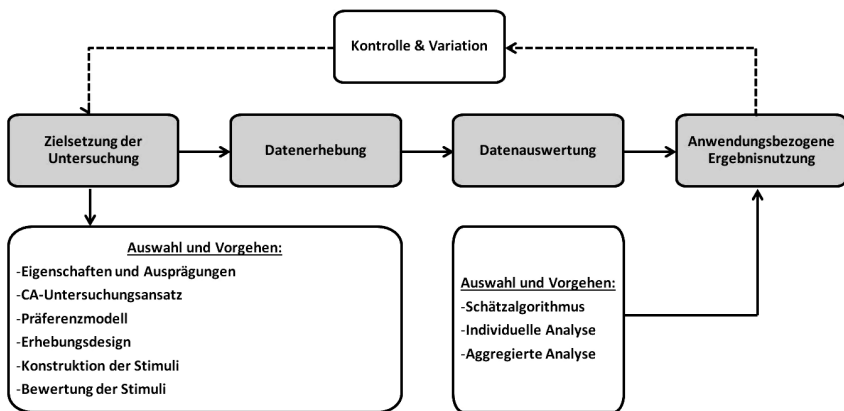 Kontrolle & Variation
Zielsetzung der
Untersuchung
Datenerhebung
Datenauswertung
Anwendungsbezogene
Ergebnisnutzung
Auswahl und Vorgehen:
-Eigenschaften und Ausprägungen
-CA-Untersuchungsansatz
-Präferenzmodell
-Erhebungsdesign
-Konstruktion der Stimuli
-Bewertung der Stimuli
Auswahl und Vorgehen:
-Schätzalgorithmus
-Individuelle Analyse
-Aggregierte Analyse